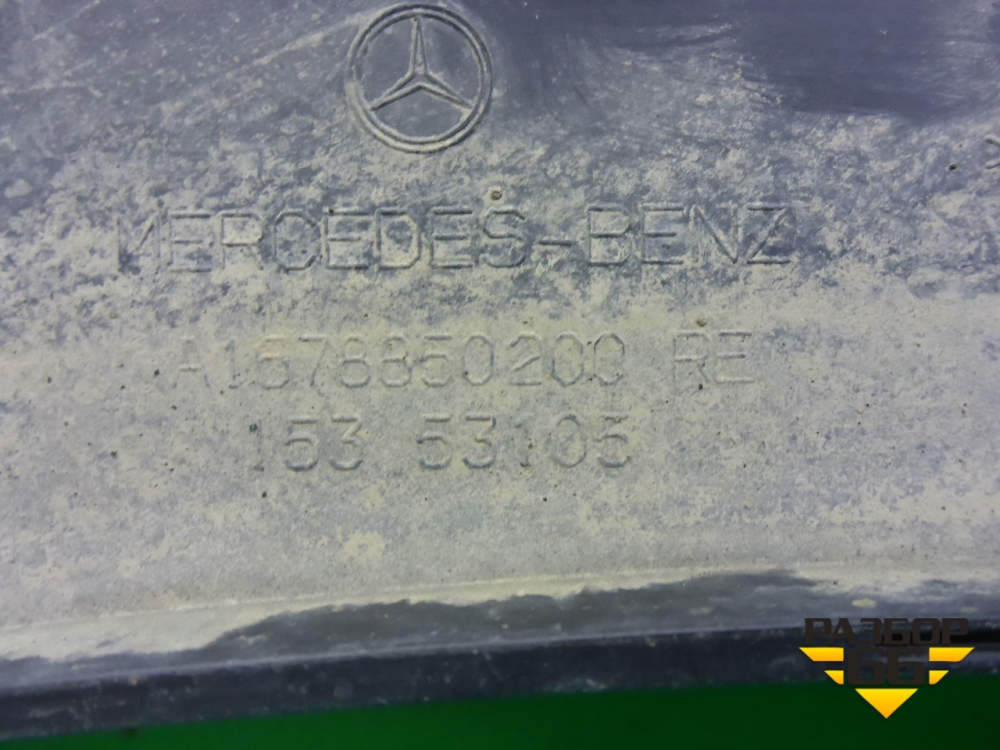 MERCEDES-BENZ
A1678850200 RE
153 53105
РАЗБОР
66